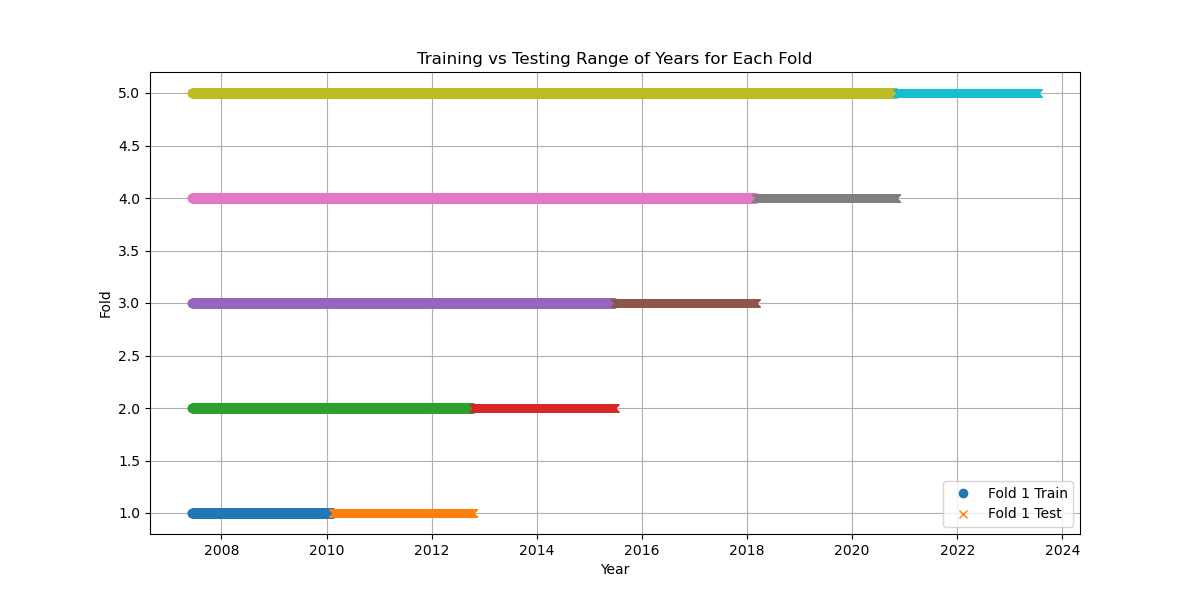 Training vs Testing Range of Years for Each Fold
5.0
4.5
4.0
3.5
3.0
2.5
2.0
1.5
1.0
Fold
Fold 1 Train
Fold 1 Test
2008 2010 2012 2014 2016 2018 2020 2022 2024
Year